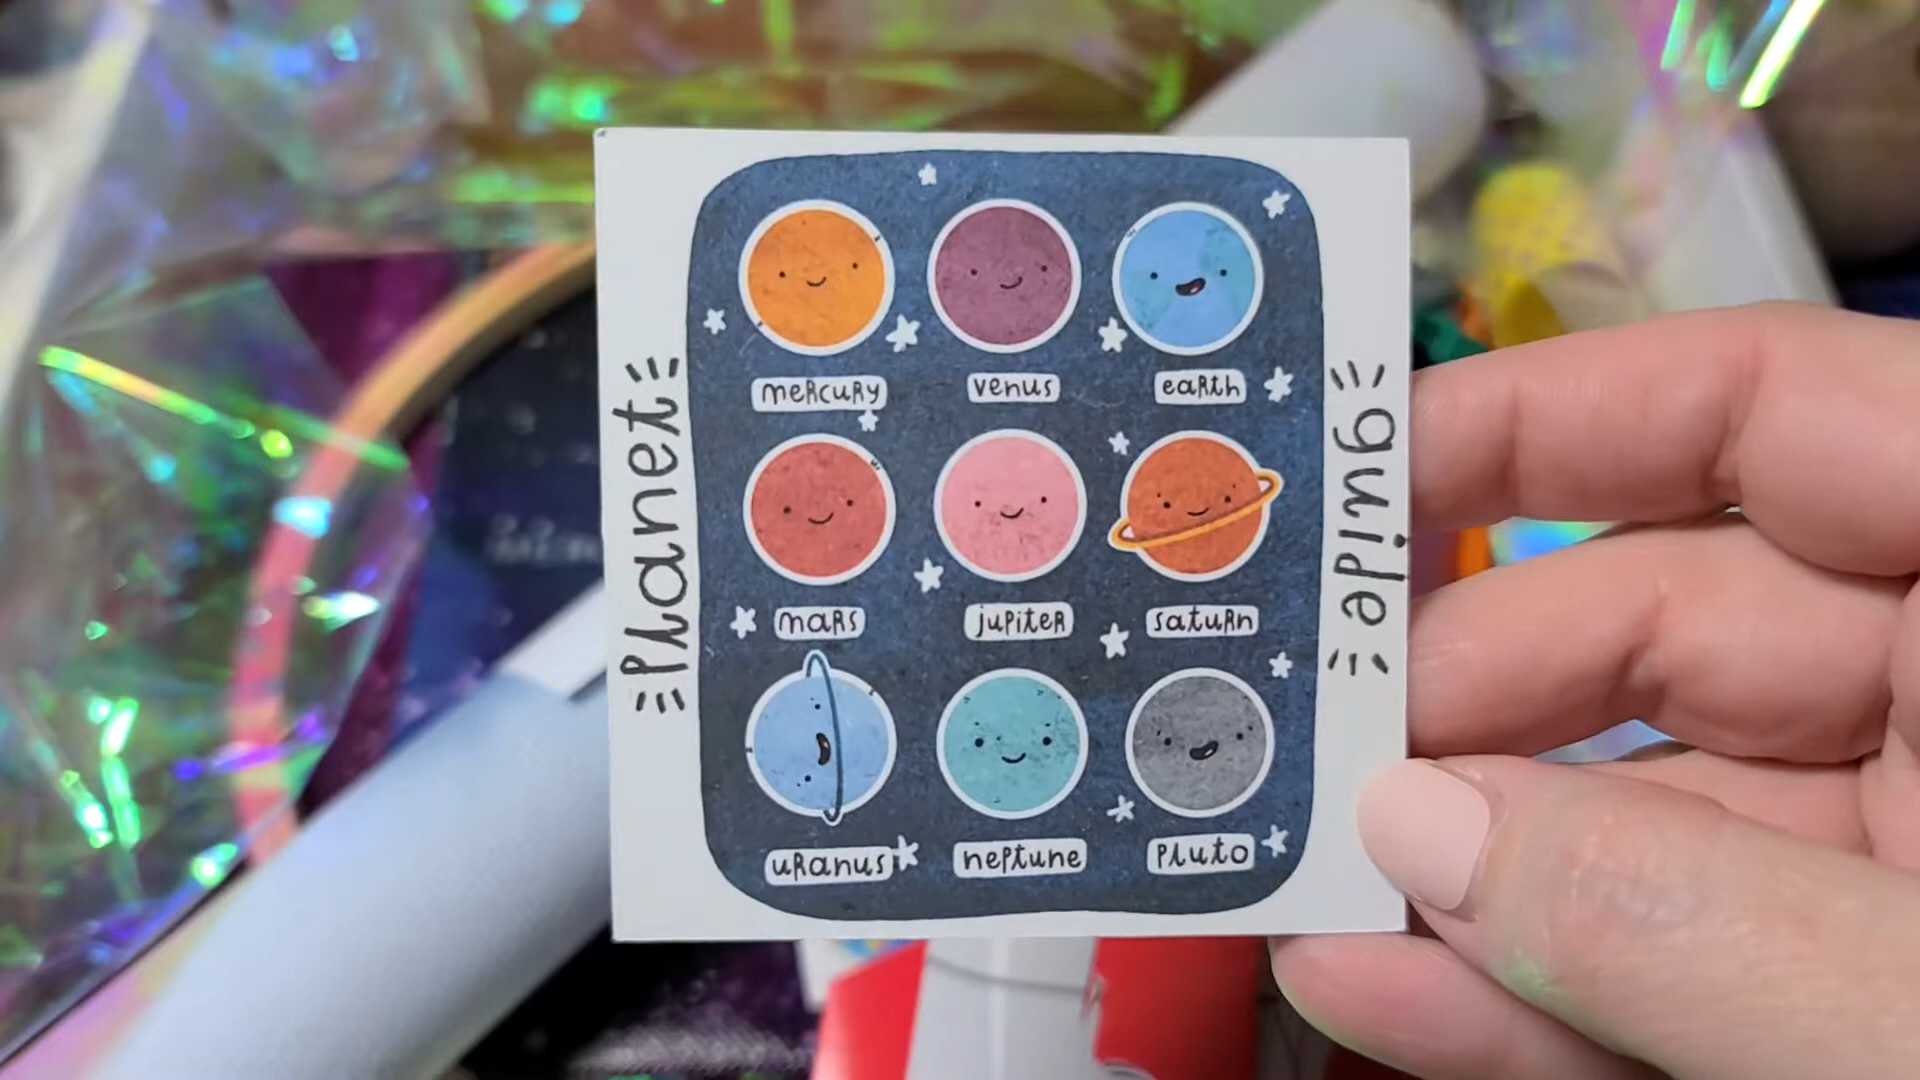 Planet
guide
mercury
venus
earth
mars
jupiter
saturn
uranus
neptune
pluto